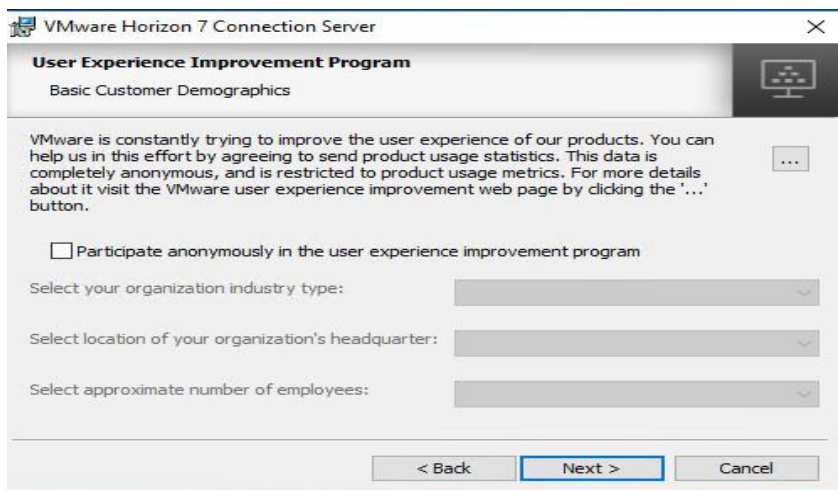 VMware Horizon 7 Connection Server
User Experience Improvement Program
Basic Customer Demographics
VMware is constantly trying to improve the user experience of our products. You can
help us in this effort by agreeing to send product usage statistics. This data is
completely anonymous, and is restricted to product usage metrics. For more details
about it visit the VMware user experience improvement web page by clicking the '...'
button.
...
Participate anonymously in the user experience improvement program
Select your organization industry type:
Select location of your organization's headquarter:
Select approximate number of employees:
< Back Next > Cancel